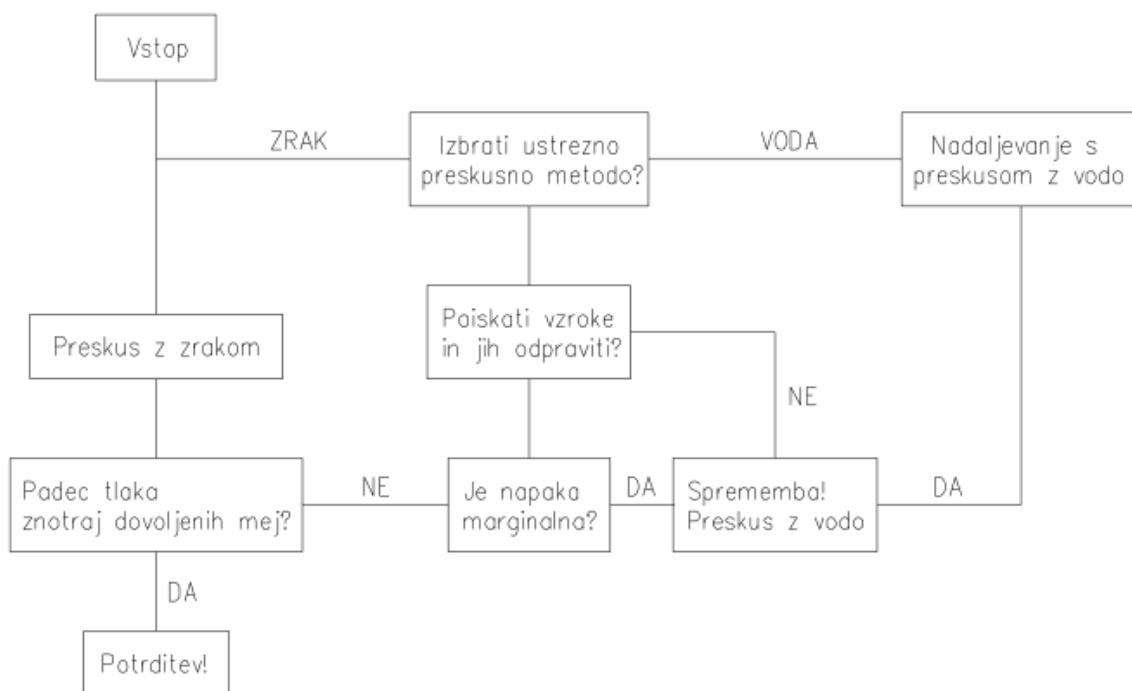 Vstop
ZRAK
Izbrati ustrezno
preskusno metodo?
VODA
Nadaljevanje s
preskusom z vodo
Paiskati vzroke
in jih odpraviti?
Preskus z zrakom
NE
Padec tlaka
znotraj dovoljenih mej?
NE
Je napaka
marginalna?
DA
Sprememba!
Preskus z vodo
DA
DA
Potrditev!